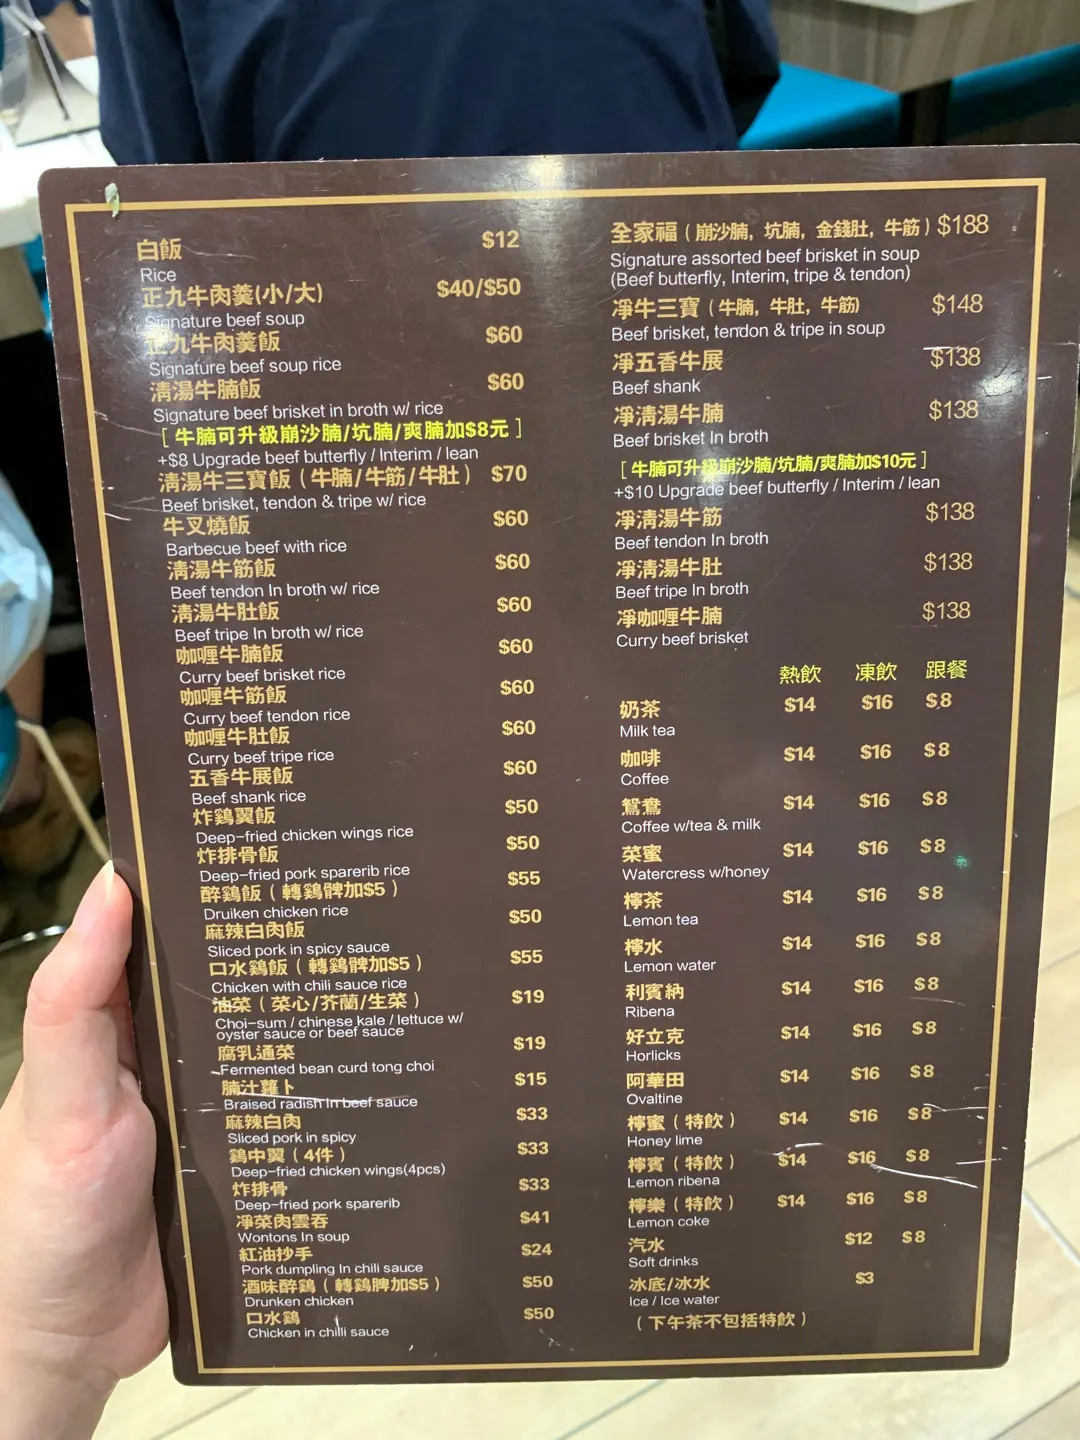 白飯 $12
Rice
正九牛肉羹(小/大) $40/$50
Signature beef soup
正九牛肉羹飯 $60
Signature beef soup rice
淸湯牛腩飯 $60
Signature beef brisket in broth w/ rice
[ 牛腩可升級崩沙腩/坑腩/爽腩加$8元 ]
+$8 Upgrade beef butterfly / Interim / lean
淸湯牛三寶飯 ( 牛腩/牛筋/牛肚 ) $70
Beef brisket, tendon & tripe w/ rice
牛叉燒飯 $60
Barbecue beef with rice
淸湯牛筋飯 $60
Beef tendon In broth w/ rice
淸湯牛肚飯 $60
Beef tripe In broth w/ rice
咖喱牛腩飯 $60
Curry beef brisket rice
咖喱牛筋飯 $60
Curry beef tendon rice
咖喱牛肚飯 $60
Curry beef tripe rice
五香牛展飯 $60
Beef shank rice
炸鷄翼飯 $50
Deep-fried chicken wings rice
炸排骨飯 $50
Deep-fried pork sparerib rice
醉鷄飯 ( 轉鷄髀加$5 ) $55
Druiken chicken rice
麻辣白肉飯 $50
Sliced pork in spicy sauce
口水鷄飯 ( 轉鷄髀加$5 ) $55
Chicken with chili sauce rice
油菜 ( 菜心/芥蘭/生菜 ) $19
Choi-sum / chinese kale / lettuce w/
oyster sauce or beef sauce
腐乳通菜 $19
Fermented bean curd tong choi
腩汁蘿卜 $15
Braised radish In beef sauce
麻辣白肉 $33
Sliced pork in spicy
鷄中翼 ( 4件 ) $33
Deep-fried chicken wings(4pcs)
炸排骨 $33
Deep-fried pork sparerib
凈菜肉雲吞 $41
Wontons In soup
紅油抄手 $24
Pork dumpling In chili sauce
酒味醉鷄 ( 轉鷄脾加$5 ) $50
Drunken chicken
口水鷄 $50
Chicken in chilli sauce
全家福 ( 崩沙腩, 坑腩, 金錢肚, 牛筋 ) $188
Signature assorted beef brisket in soup
(Beef butterfly, Interim, tripe & tendon)
凈牛三寶 ( 牛腩, 牛肚, 牛筋) $148
Beef brisket, tendon & tripe in soup
凈五香牛展 $138
Beef shank
凈淸湯牛腩 $138
Beef brisket In broth
[ 牛腩可升級崩沙腩/坑腩/爽腩加$10元 ]
+$10 Upgrade beef butterfly / Interim / lean
凈淸湯牛筋 $138
Beef tendon In broth
凈淸湯牛肚 $138
Beef tripe In broth
凈咖喱牛腩 $138
Curry beef brisket
熱飲 凍飲 跟餐
奶茶 $14 $16 $8
Milk tea
咖啡 $14 $16 $8
Coffee
鴛鴦 $14 $16 $8
Coffee w/tea & milk
菜蜜 $14 $16 $8
Watercress w/honey
檸茶 $14 $16 $8
Lemon tea
檸水 $14 $16 $8
Lemon water
利賓納 $14 $16 $8
Ribena
好立克 $14 $16 $8
Horlicks
阿華田 $14 $16 $8
Ovaltine
檸蜜 ( 特飲 ) $14 $16 $8
Honey lime
檸賓 ( 特飲 ) $14 $16 $8
Lemon ribena
檸樂 ( 特飲 ) $14 $16 $8
Lemon coke
汽水 $12 $8
Soft drinks
冰底/冰水 $3
Ice / Ice water
( 下午茶不包括特飲 )